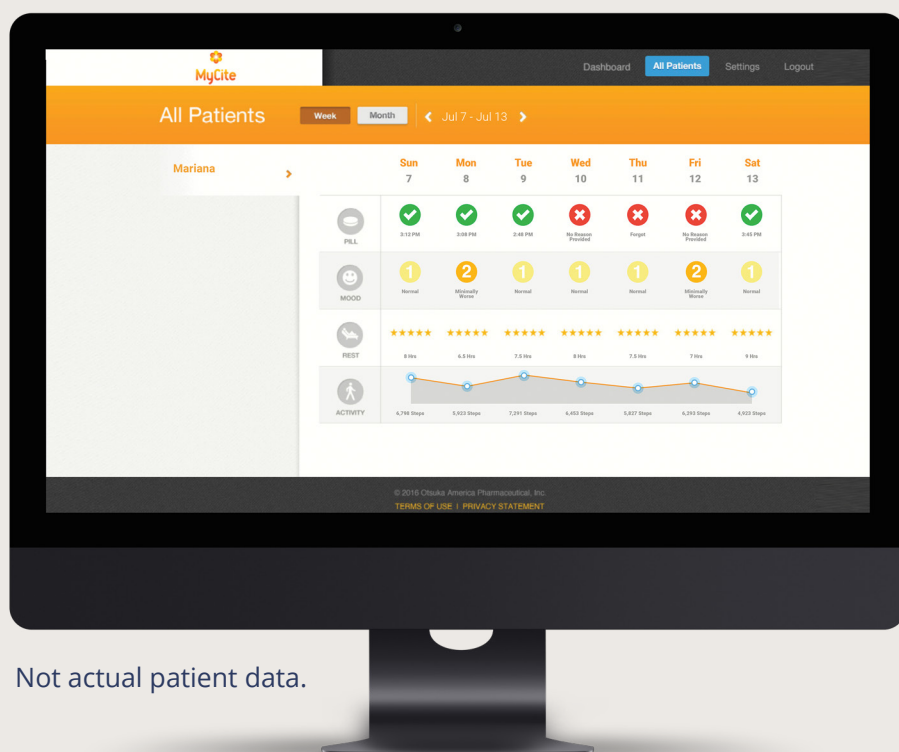 MyCite
Dashboard All Patients Settings Logout
All Patients Week Month Jul 7 - Jul 13
Mariana
Sun Mon Tue Wed Thu Fri Sat
7 8 9 10 11 12 13
PILL
3:12 PM 3:08 PM 2:48 PM No Reason Provided Forgot No Reason Provided 3:45 PM
1 2 1 1 1 2 1
MOOD
Normal Minimally Worse Normal Normal Normal Minimally Worse Normal
REST
8 Hrs 6.5 Hrs 7.5 Hrs 8 Hrs 7.5 Hrs 7 Hrs 9 Hrs
ACTIVITY
6,798 Steps 5,923 Steps 7,291 Steps 6,453 Steps 5,837 Steps 6,293 Steps 4,923 Steps
© 2016 Otsuka America Pharmaceutical, Inc.
TERMS OF USE | PRIVACY STATEMENT
Not actual patient data.